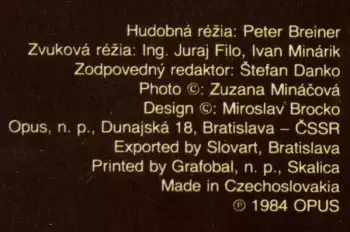 Hudobná réžia: Peter Breiner
Zvuková réžia: Ing. Juraj Filo, Ivan Minárik
Zodpovedný redaktor: Štefan Danko
Photo ©: Zuzana Mináčová
Design ©: Miroslav Brocko
Opus, n. p., Dunajská 18, Bratislava – ČSSR
Exported by Slovart, Bratislava
Printed by Grafobal, n. p., Skalica
Made in Czechoslovakia
℗ 1984 OPUS